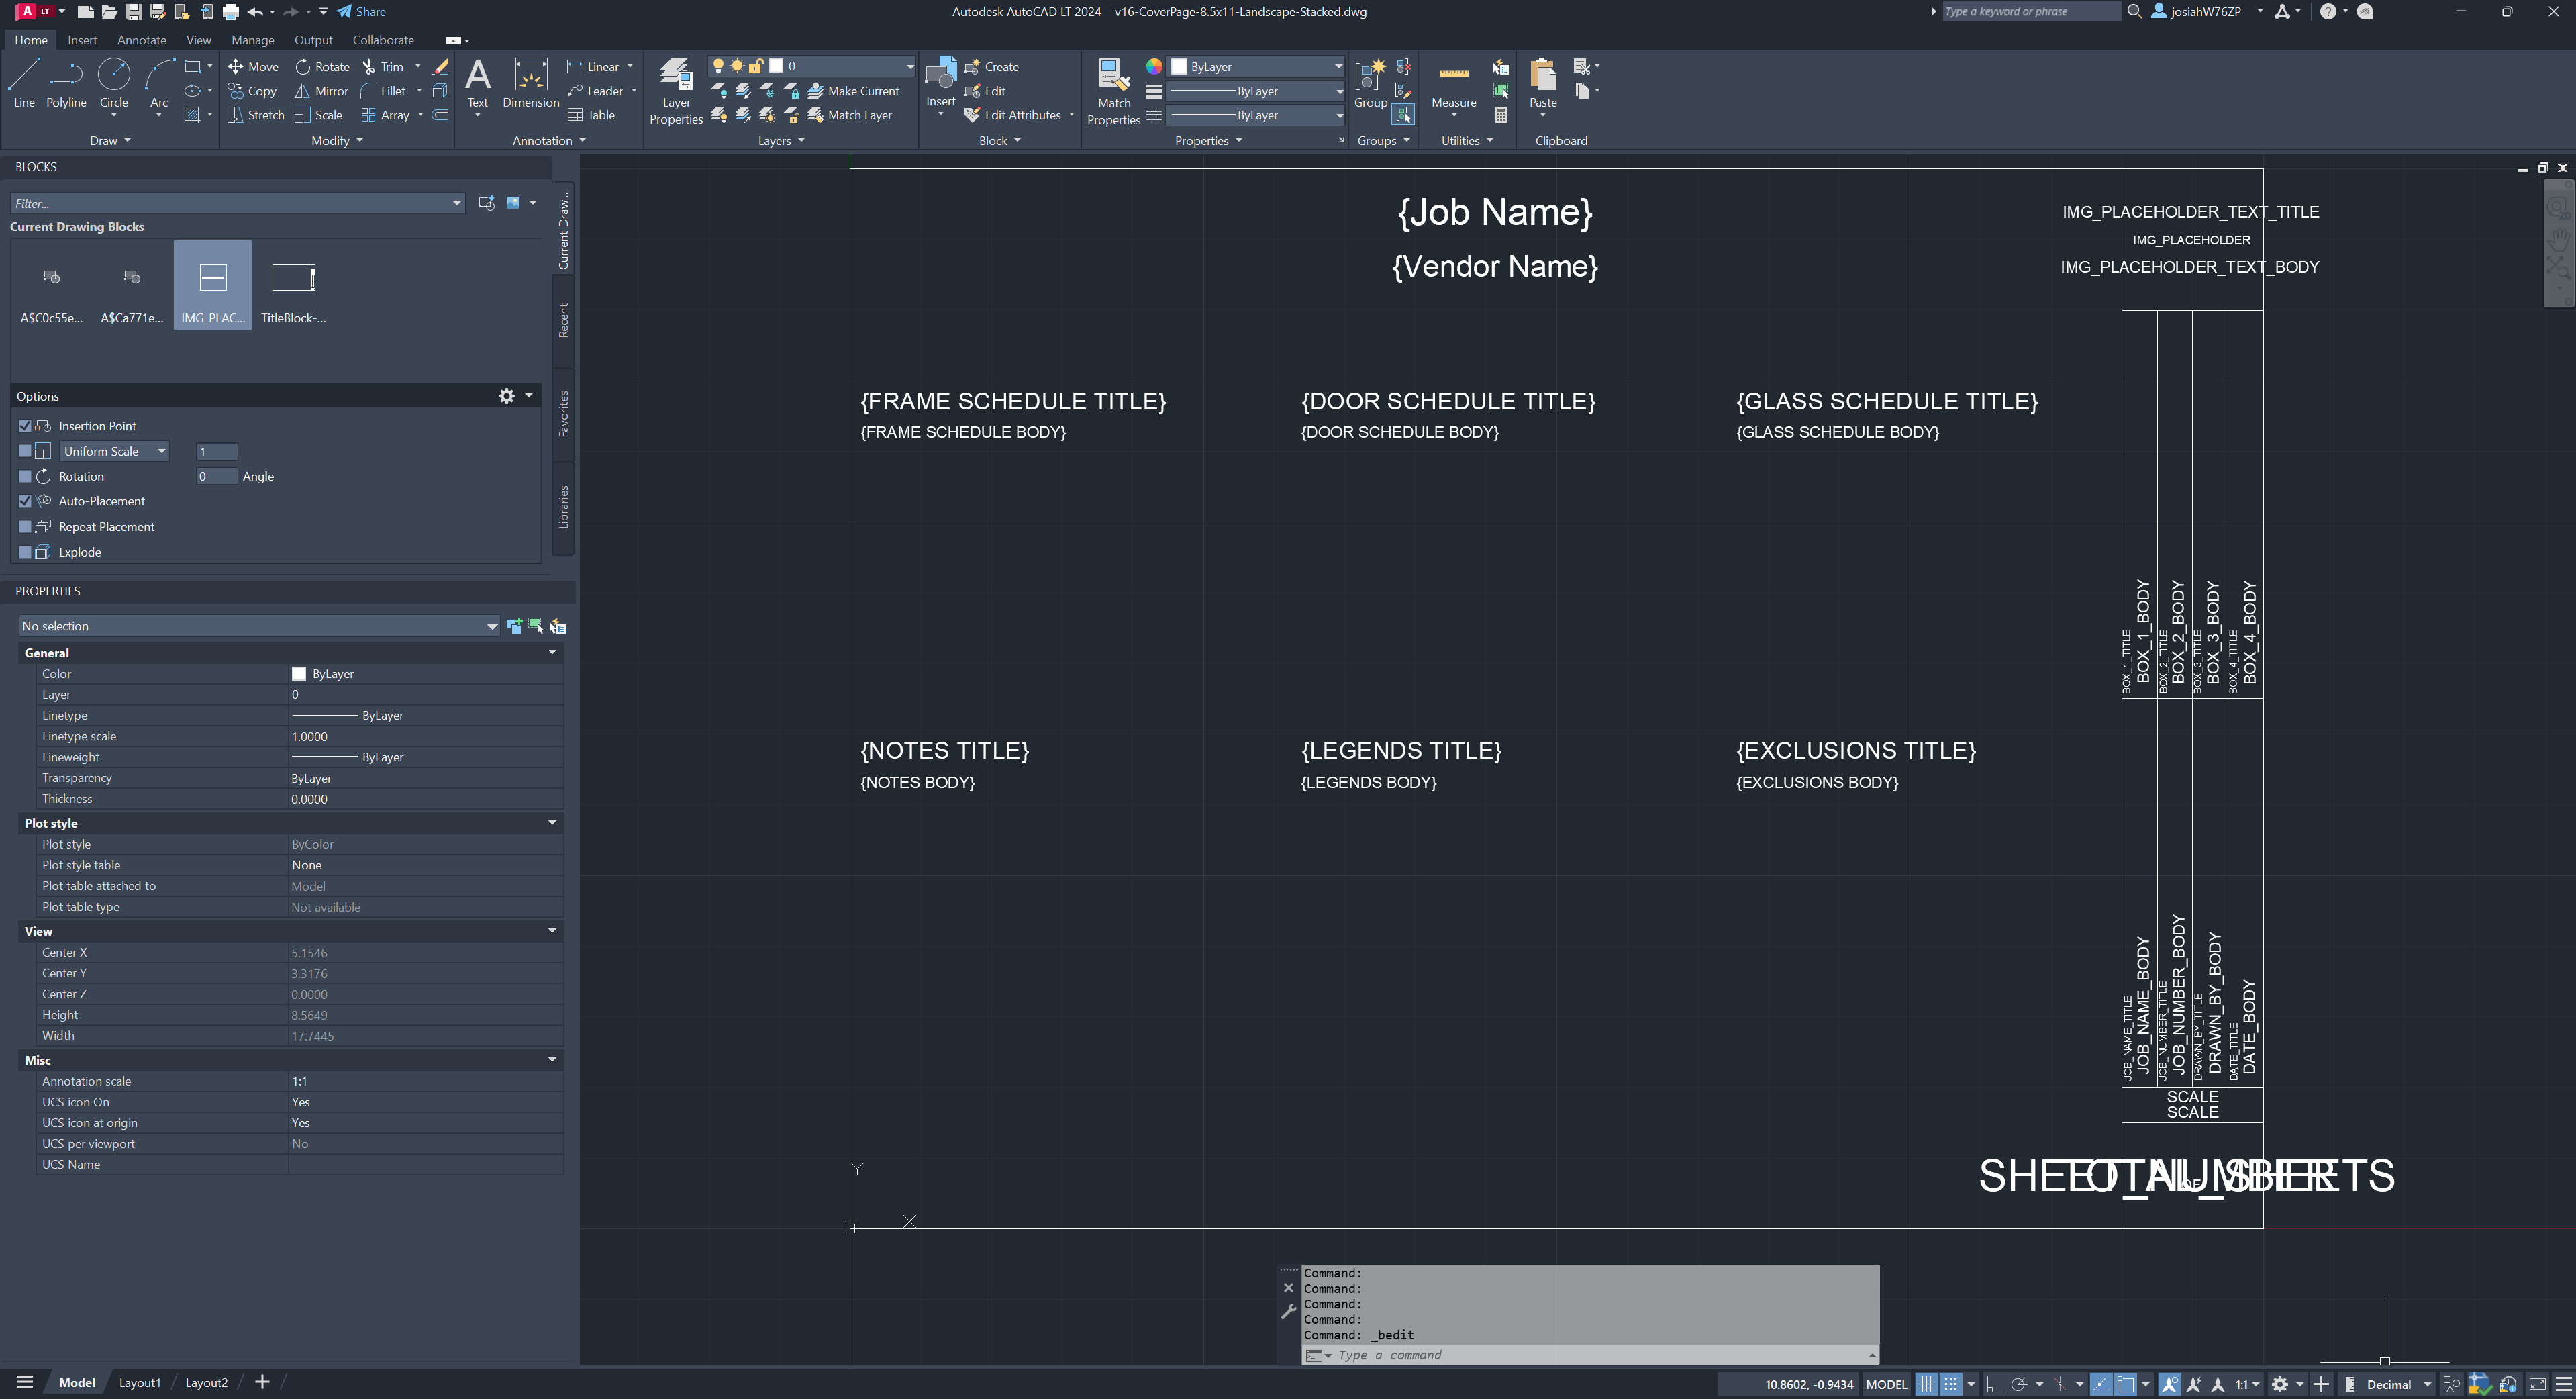 A LT Share Autodesk AutoCAD LT 2024 v16-CoverPage-8.5x11-Landscape-Stacked.dwg Type a keyword or phrase josiahW76ZP
Home Insert Annotate View Manage Output Collaborate
Line Polyline Circle Arc
Move Rotate Trim
Copy Mirror Fillet
Stretch Scale Array
Text Dimension
Linear
Leader
Table
Layer Properties
0
Make Current
Match Layer
Insert
Create
Edit
Edit Attributes
Match Properties
ByLayer
ByLayer
ByLayer
Group
Measure
Paste
Draw Modify Annotation Layers Block Properties Groups Utilities Clipboard
BLOCKS
Filter...
Current Drawing Blocks
A$C0c55e... A$Ca771e... IMG_PLAC... TitleBlock-...
Current Drawi...
Recent
Favorites
Libraries
Options
Insertion Point
Uniform Scale 1
Rotation 0 Angle
Auto-Placement
Repeat Placement
Explode
PROPERTIES
No selection
General
Color ByLayer
Layer 0
Linetype ByLayer
Linetype scale 1.0000
Lineweight ByLayer
Transparency ByLayer
Thickness 0.0000
Plot style
Plot style ByColor
Plot style table None
Plot table attached to Model
Plot table type Not available
View
Center X 5.1546
Center Y 3.3176
Center Z 0.0000
Height 8.5649
Width 17.7445
Misc
Annotation scale 1:1
UCS icon On Yes
UCS icon at origin Yes
UCS per viewport No
UCS Name
{Job Name}
{Vendor Name}
{FRAME SCHEDULE TITLE} {DOOR SCHEDULE TITLE} {GLASS SCHEDULE TITLE}
{FRAME SCHEDULE BODY} {DOOR SCHEDULE BODY} {GLASS SCHEDULE BODY}
{NOTES TITLE} {LEGENDS TITLE} {EXCLUSIONS TITLE}
{NOTES BODY} {LEGENDS BODY} {EXCLUSIONS BODY}
IMG_PLACEHOLDER_TEXT_TITLE
IMG_PLACEHOLDER
IMG_PLACEHOLDER_TEXT_BODY
BOX_1_TITLE
BOX_1_BODY
BOX_2_TITLE
BOX_2_BODY
BOX_3_TITLE
BOX_3_BODY
BOX_4_TITLE
BOX_4_BODY
JOB_NAME_TITLE
JOB_NAME_BODY
JOB_NUMBER_TITLE
JOB_NUMBER_BODY
DRAWN_BY_TITLE
DRAWN_BY_BODY
DATE_TITLE
DATE_BODY
SCALE
SCALE
SHEET_NUMBER
OF
TOTAL_SHEETS
Y
X
Command:
Command:
Command:
Command:
Command: _bedit
Type a command
Model Layout1 Layout2
10.8602, -0.9434 MODEL 1:1 Decimal